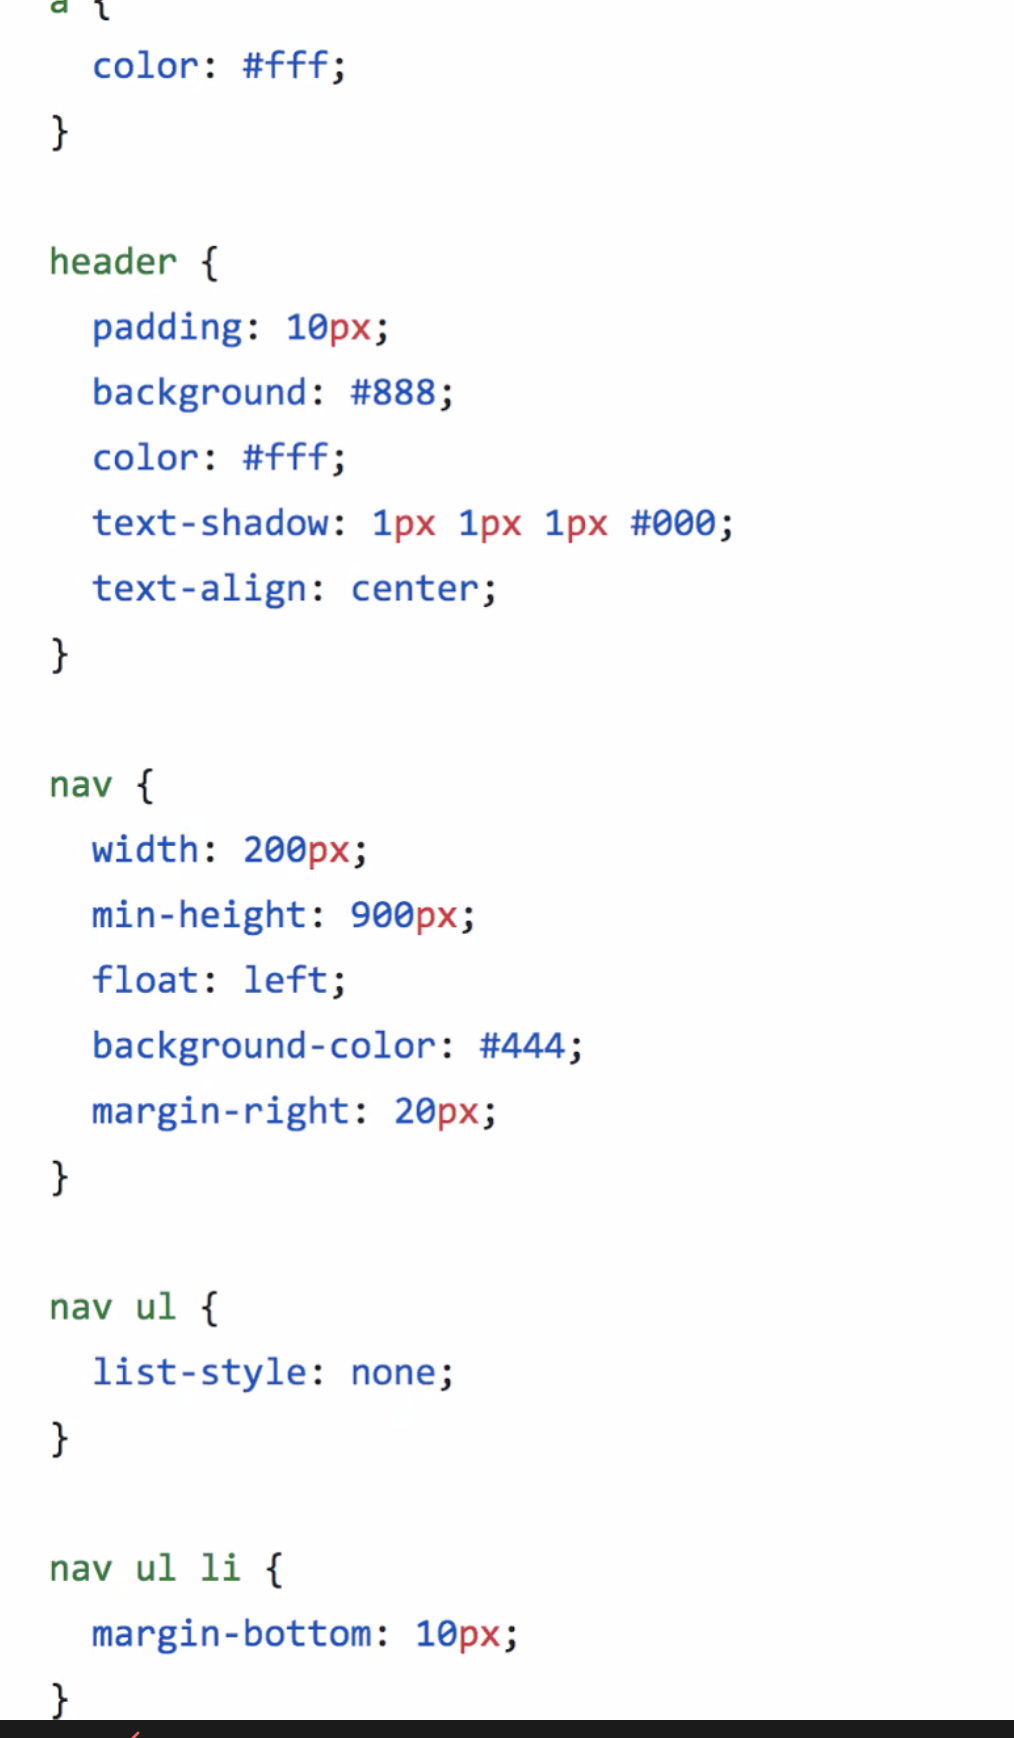 a {
  color: #fff;
}

header {
  padding: 10px;
  background: #888;
  color: #fff;
  text-shadow: 1px 1px 1px #000;
  text-align: center;
}

nav {
  width: 200px;
  min-height: 900px;
  float: left;
  background-color: #444;
  margin-right: 20px;
}

nav ul {
  list-style: none;
}

nav ul li {
  margin-bottom: 10px;
}